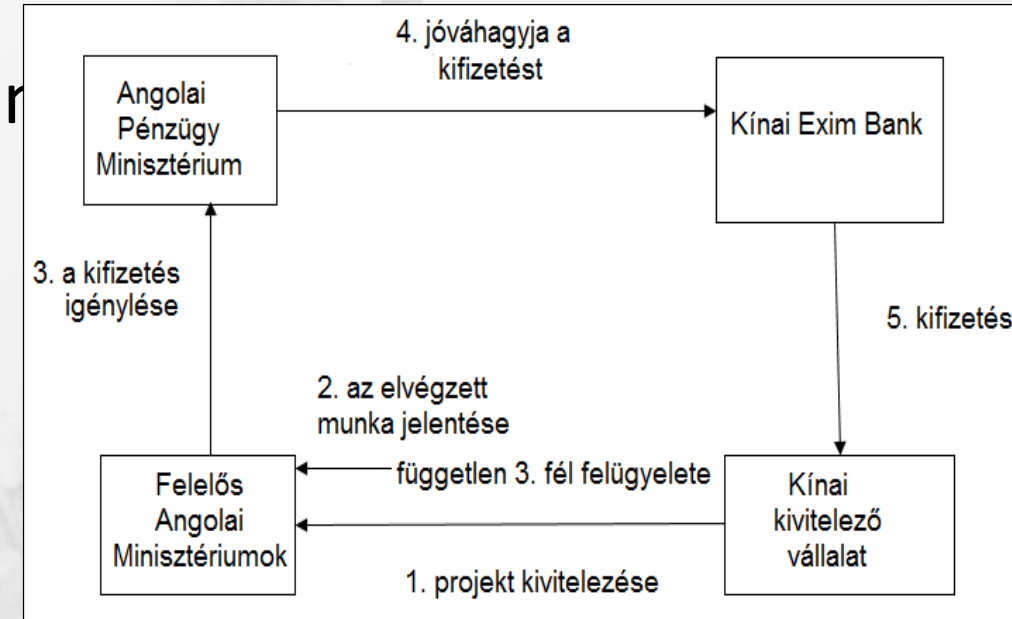 4. jóváhagyja a
kifizetést
Angolai
Pénzügy
Minisztérium
Kínai Exim Bank
3. a kifizetés
igénylése
5. kifizetés
2. az elvégzett
munka jelentése
független 3. fél felügyelete
Felelős
Angolai
Minisztériumok
Kínai
kivitelező
vállalat
1. projekt kivitelezése